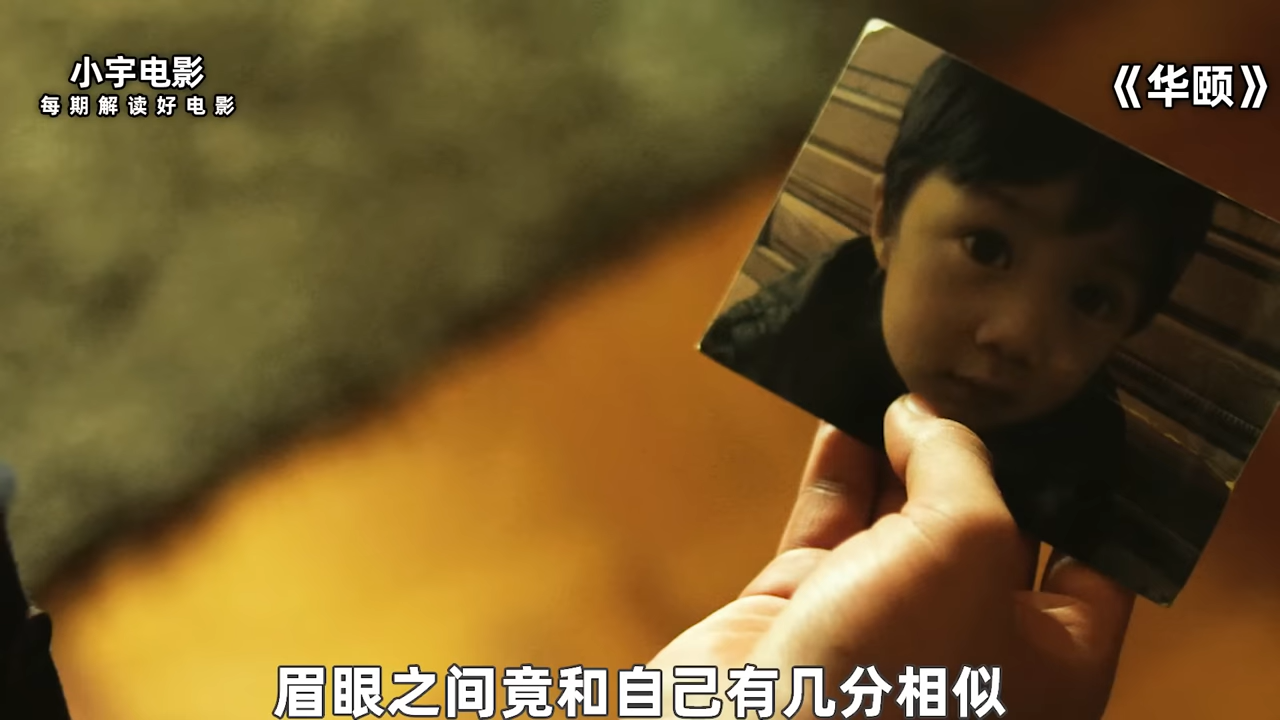 小宇电影
每期解读好电影
《华颐》
眉眼之间竟和自己有几分相似